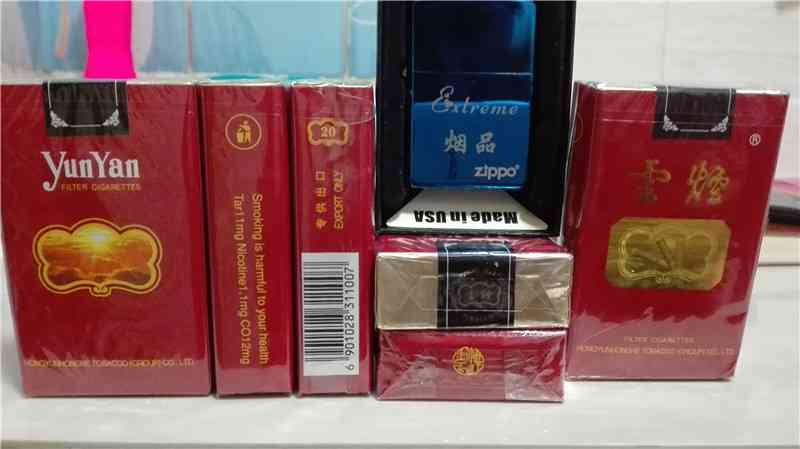 YunYan
FILTER CIGARETTES
HONGYUNHONGHE TOBACCO (GROUP) CO., LTD.
Smoking is harmful to your health
Tar11mg Nicotine1.1mg CO12mg
20
专供出口
EXPORT ONLY
6 901028 311007
Extreme
烟品
zippo®
Made in USA
雲煙®
FILTER CIGARETTES
HONGYUNHONGHE TOBACCO (GROUP) CO., LTD.